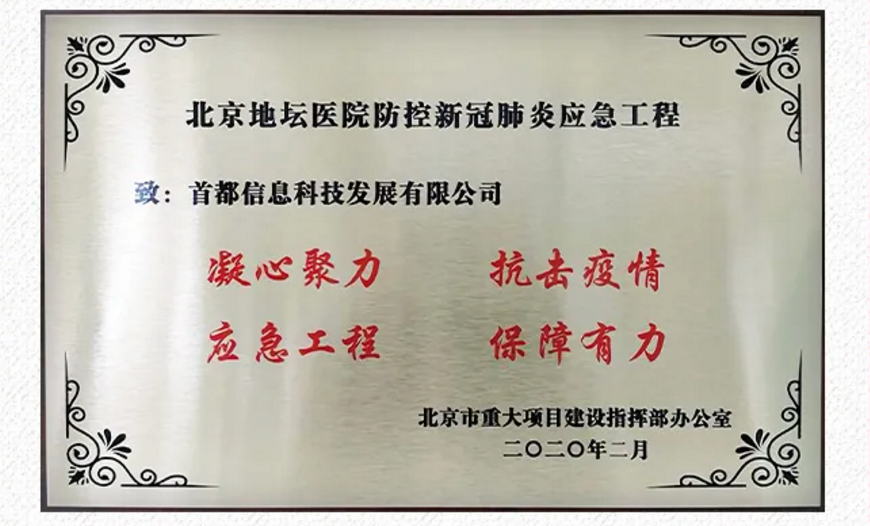 北京地坛医院防控新冠肺炎应急工程
致：首都信息科技发展有限公司
凝心聚力 抗击疫情
应急工程 保障有力
北京市重大项目建设指挥部办公室
二〇二〇年二月